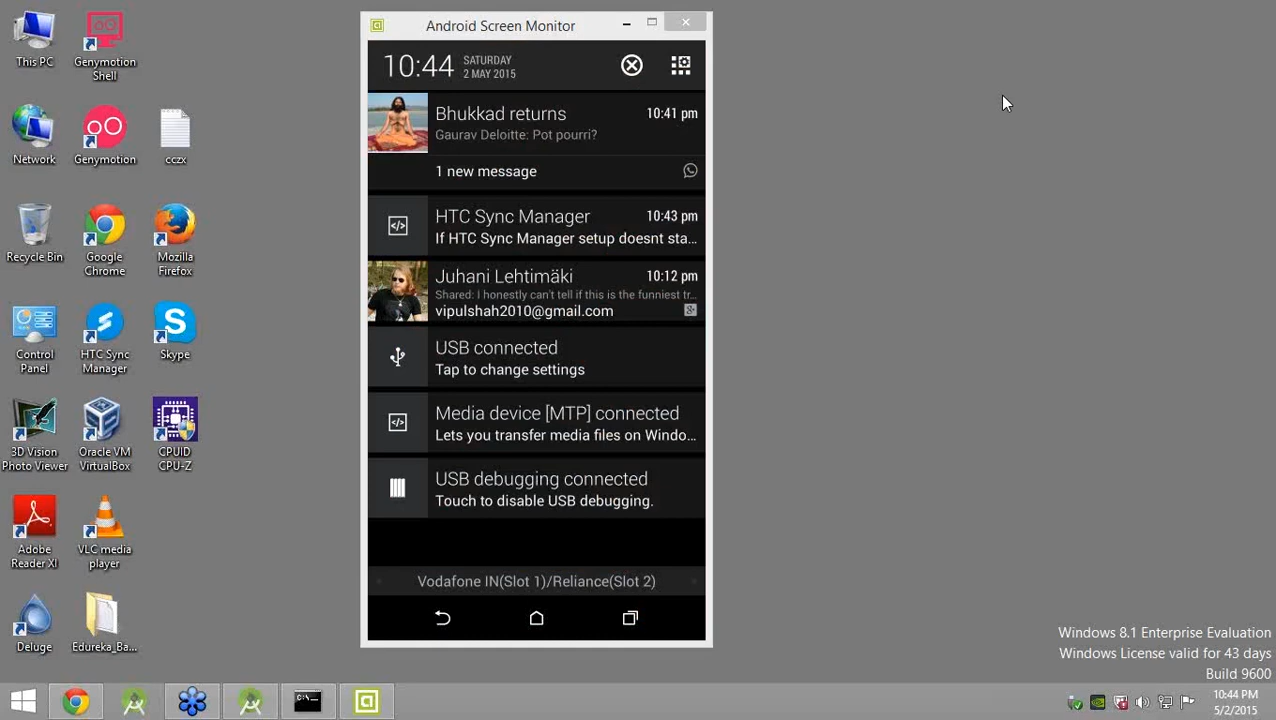 This PC
Genymotion
Shell
Network
Genymotion
cczx
Recycle Bin
Google
Chrome
Mozilla
Firefox
Control
Panel
HTC Sync
Manager
Skype
3D Vision
Photo Viewer
Oracle VM
VirtualBox
CPUID
CPU-Z
Adobe
Reader XI
VLC media
player
Deluge
Edureka_Ba...
Android Screen Monitor
10:44
SATURDAY
2 MAY 2015
Bhukkad returns
10:41 pm
Gaurav Deloitte: Pot pourri?
1 new message
HTC Sync Manager
10:43 pm
If HTC Sync Manager setup doesnt sta...
Juhani Lehtimäki
10:12 pm
Shared: I honestly can't tell if this is the funniest tr...
vipulshah2010@gmail.com
USB connected
Tap to change settings
Media device [MTP] connected
Lets you transfer media files on Windo...
USB debugging connected
Touch to disable USB debugging.
Vodafone IN(Slot 1)/Reliance(Slot 2)
Windows 8.1 Enterprise Evaluation
Windows License valid for 43 days
Build 9600
10:44 PM
5/2/2015